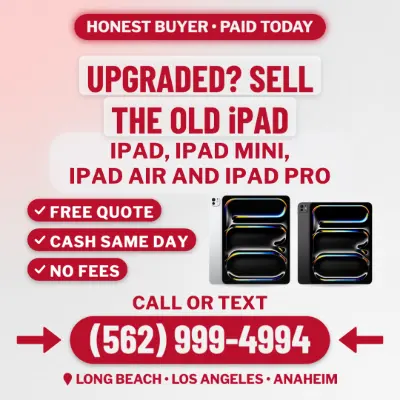 HONEST BUYER • PAID TODAY
UPGRADED? SELL
THE OLD iPAD
IPAD, IPAD MINI,
IPAD AIR AND IPAD PRO
FREE QUOTE
CASH SAME DAY
NO FEES
CALL OR TEXT
(562) 999-4994
LONG BEACH • LOS ANGELES • ANAHEIM